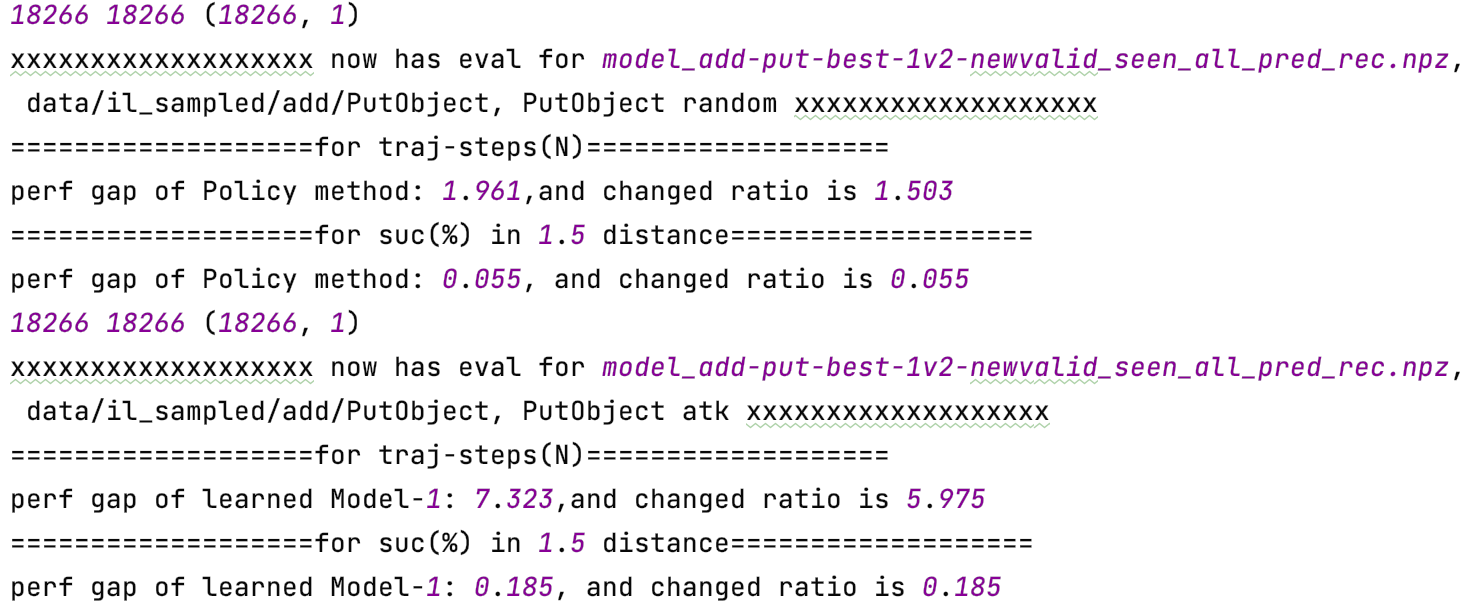 18266 18266 (18266, 1)
xxxxxxxxxxxxxxxxxxx now has eval for model_add-put-best-1v2-newvalid_seen_all_pred_rec.npz,
data/il_sampled/add/PutObject, PutObject random xxxxxxxxxxxxxxxxxxx
===================for traj-steps(N)===================
perf gap of Policy method: 1.961,and changed ratio is 1.503
===================for suc(%) in 1.5 distance===================
perf gap of Policy method: 0.055, and changed ratio is 0.055
18266 18266 (18266, 1)
xxxxxxxxxxxxxxxxxxx now has eval for model_add-put-best-1v2-newvalid_seen_all_pred_rec.npz,
data/il_sampled/add/PutObject, PutObject atk xxxxxxxxxxxxxxxxxxx
===================for traj-steps(N)===================
perf gap of learned Model-1: 7.323,and changed ratio is 5.975
===================for suc(%) in 1.5 distance===================
perf gap of learned Model-1: 0.185, and changed ratio is 0.185